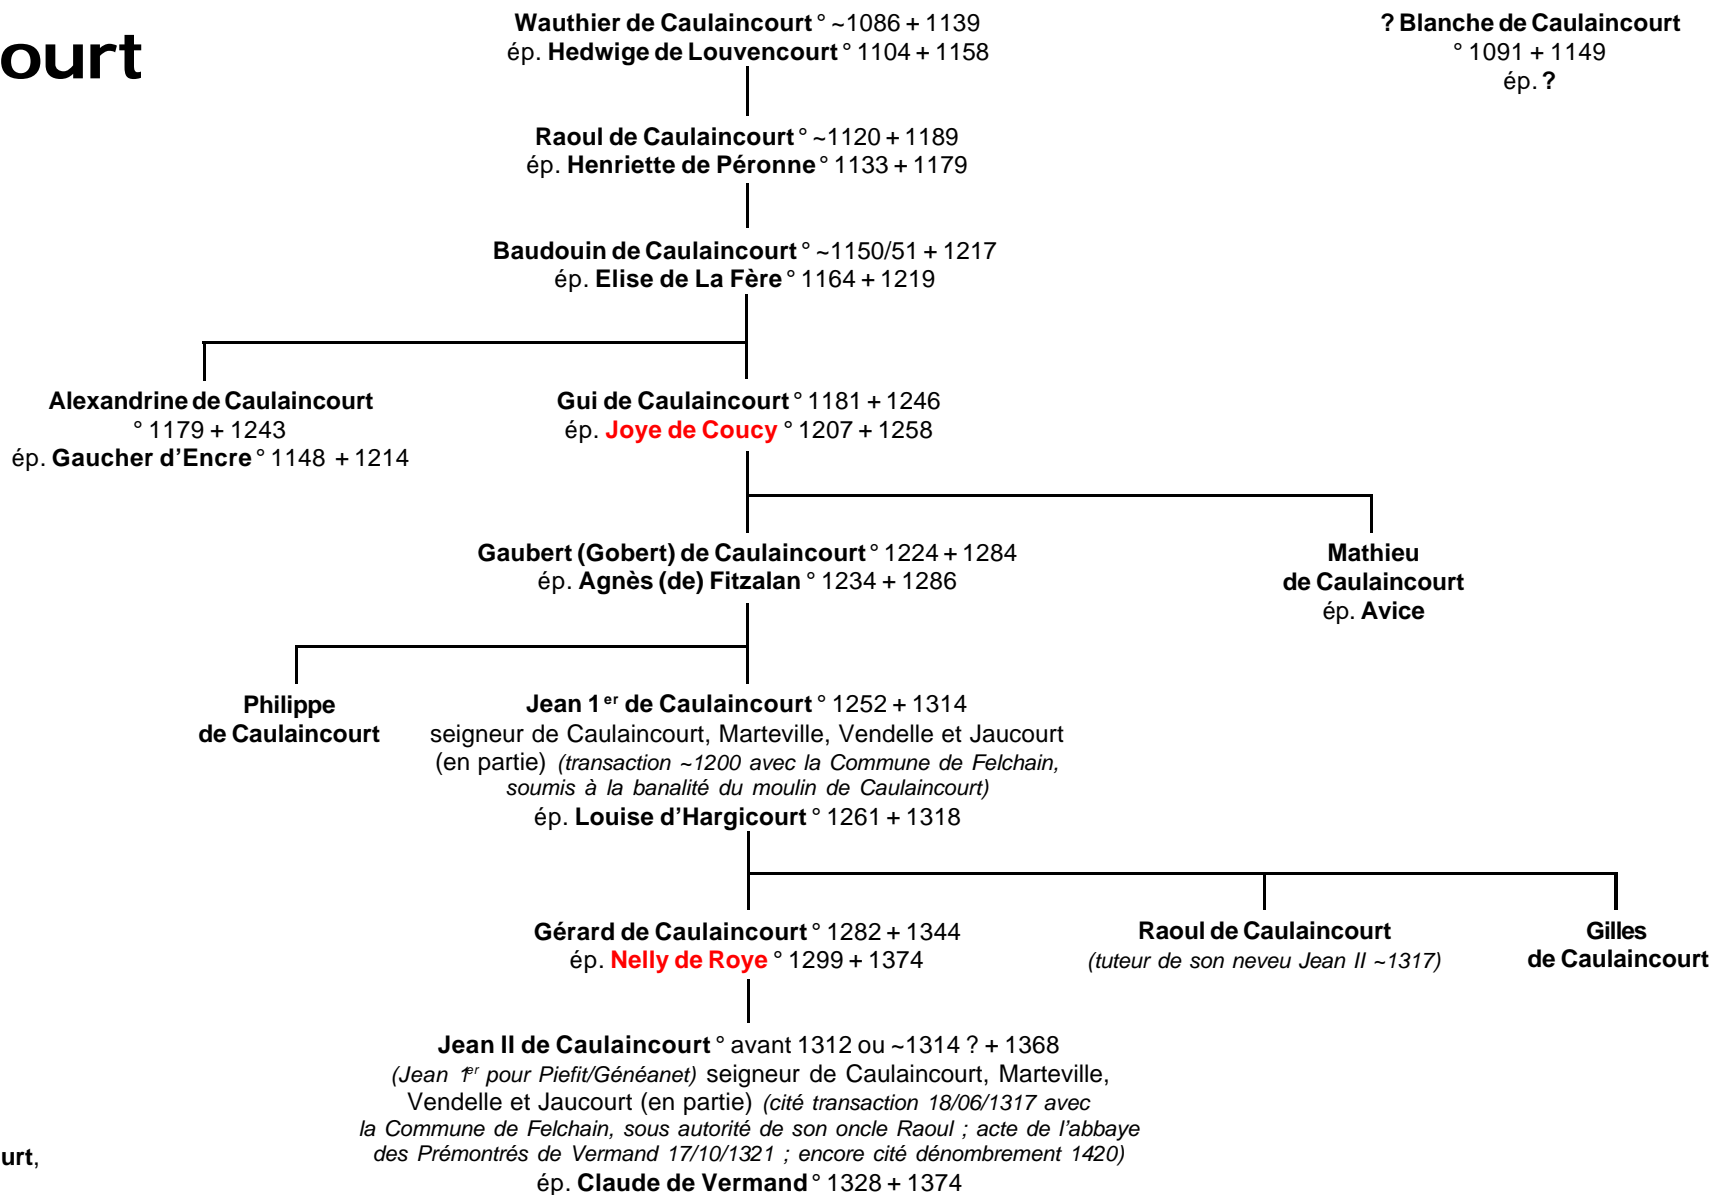 ourt
Wauthier de Caulaincourt ° ~1086 + 1139
ép. Hedwige de Louvencourt ° 1104 + 1158
? Blanche de Caulaincourt
° 1091 + 1149
ép. ?
Raoul de Caulaincourt ° ~1120 + 1189
ép. Henriette de Péronne ° 1133 + 1179
Baudouin de Caulaincourt ° ~1150/51 + 1217
ép. Elise de La Fère ° 1164 + 1219
Alexandrine de Caulaincourt
° 1179 + 1243
ép. Gaucher d’Encre ° 1148 + 1214
Gui de Caulaincourt ° 1181 + 1246
ép. Joye de Coucy ° 1207 + 1258
Gaubert (Gobert) de Caulaincourt ° 1224 + 1284
ép. Agnès (de) Fitzalan ° 1234 + 1286
Mathieu
de Caulaincourt
ép. Avice
Philippe
de Caulaincourt
Jean 1er de Caulaincourt ° 1252 + 1314
seigneur de Caulaincourt, Marteville, Vendelle et Jaucourt
(en partie) (transaction ~1200 avec la Commune de Felchain,
soumis à la banalité du moulin de Caulaincourt)
ép. Louise d’Hargicourt ° 1261 + 1318
Gérard de Caulaincourt ° 1282 + 1344
ép. Nelly de Roye ° 1299 + 1374
Raoul de Caulaincourt
(tuteur de son neveu Jean II ~1317)
Gilles
de Caulaincourt
Jean II de Caulaincourt ° avant 1312 ou ~1314 ? + 1368
(Jean 1er pour Piefit/Généanet) seigneur de Caulaincourt, Marteville,
Vendelle et Jaucourt (en partie) (cité transaction 18/06/1317 avec
la Commune de Felchain, sous autorité de son oncle Raoul ; acte de l’abbaye
des Prémontrés de Vermand 17/10/1321 ; encore cité dénombrement 1420)
ép. Claude de Vermand ° 1328 + 1374
urt,